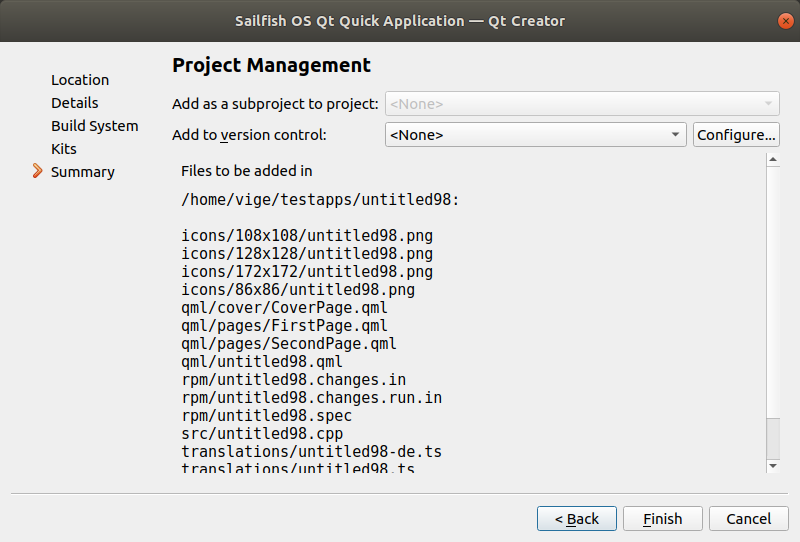 Sailfish OS Qt Quick Application — Qt Creator
Location
Details
Build System
Kits
Summary
Project Management
Add as a subproject to project: <None>
Add to version control: <None> Configure...
Files to be added in
/home/vige/testapps/untitled98:
icons/108x108/untitled98.png
icons/128x128/untitled98.png
icons/172x172/untitled98.png
icons/86x86/untitled98.png
qml/cover/CoverPage.qml
qml/pages/FirstPage.qml
qml/pages/SecondPage.qml
qml/untitled98.qml
rpm/untitled98.changes.in
rpm/untitled98.changes.run.in
rpm/untitled98.spec
src/untitled98.cpp
translations/untitled98-de.ts
translations/untitled98.ts
< Back Finish Cancel